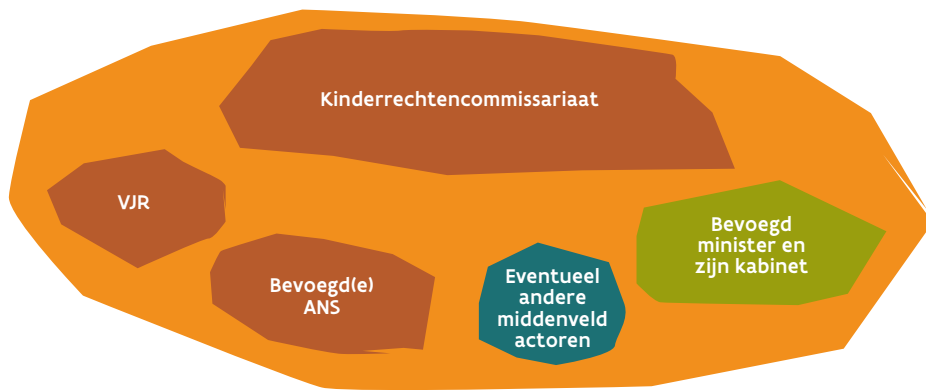 Kinderrechtencommissariaat
VJR
Bevoegd
minister en
zijn kabinet
Bevoegd(e)
ANS
Eventueel
andere
middenveld
actoren